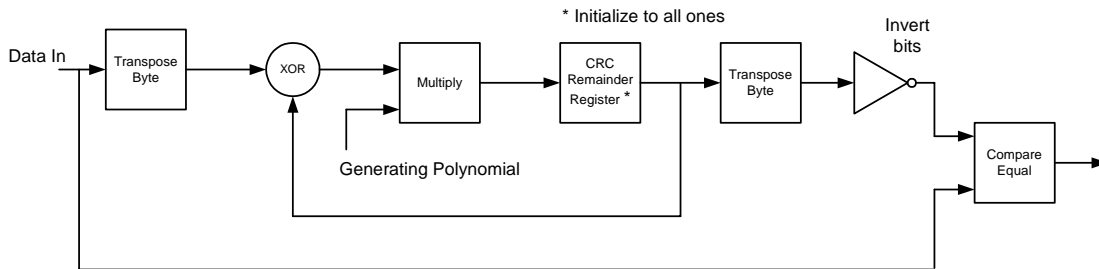 * Initialize to all ones
Invert
bits
Data In
Transpose
Byte
XOR
Multiply
CRC
Remainder
Register *
Transpose
Byte
Generating Polynomial
Compare
Equal